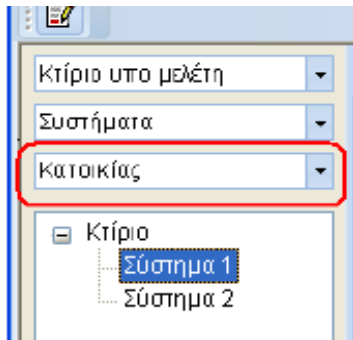 Κτίριο υπο μελέτη
Συστήματα
Κατοικίας
Κτίριο
Σύστημα 1
Σύστημα 2